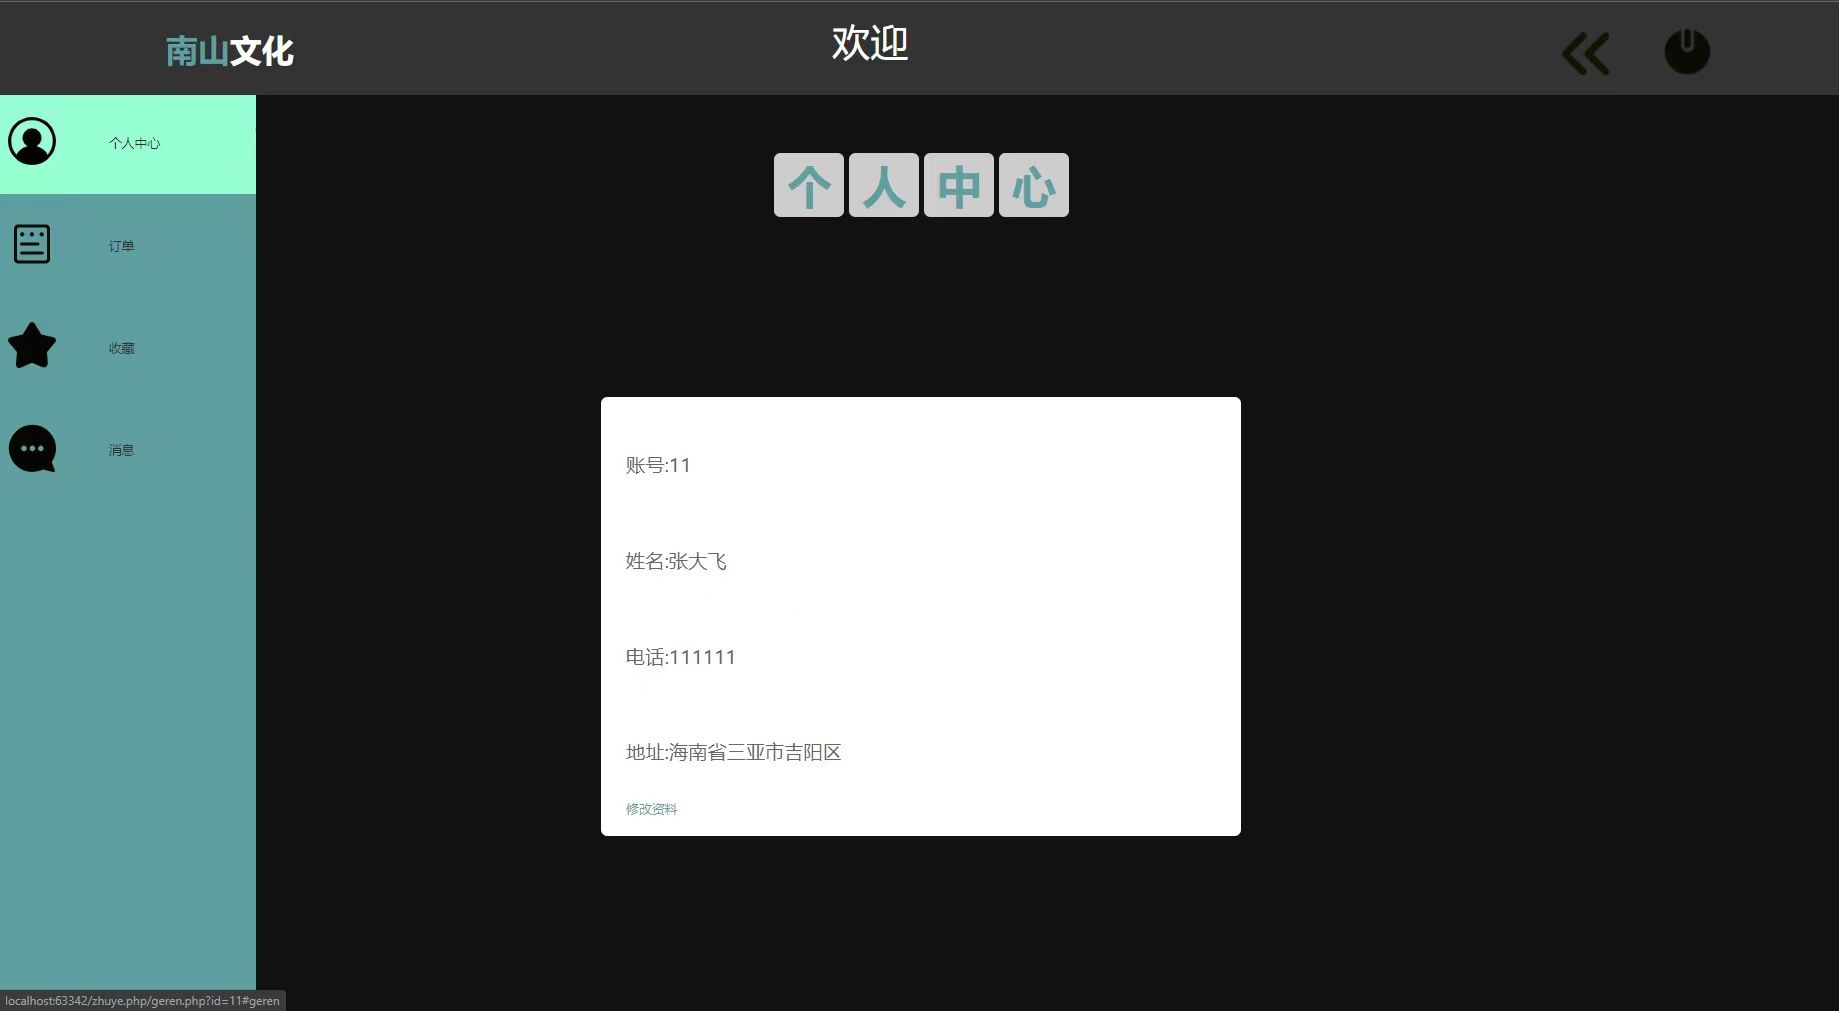 南山文化
欢迎
个人中心
个人中心
订单
收藏
消息
账号:11
姓名:张大飞
电话:111111
地址:海南省三亚市吉阳区
修改资料
localhost:63342/zhuye.php/geren.php?id=11#geren